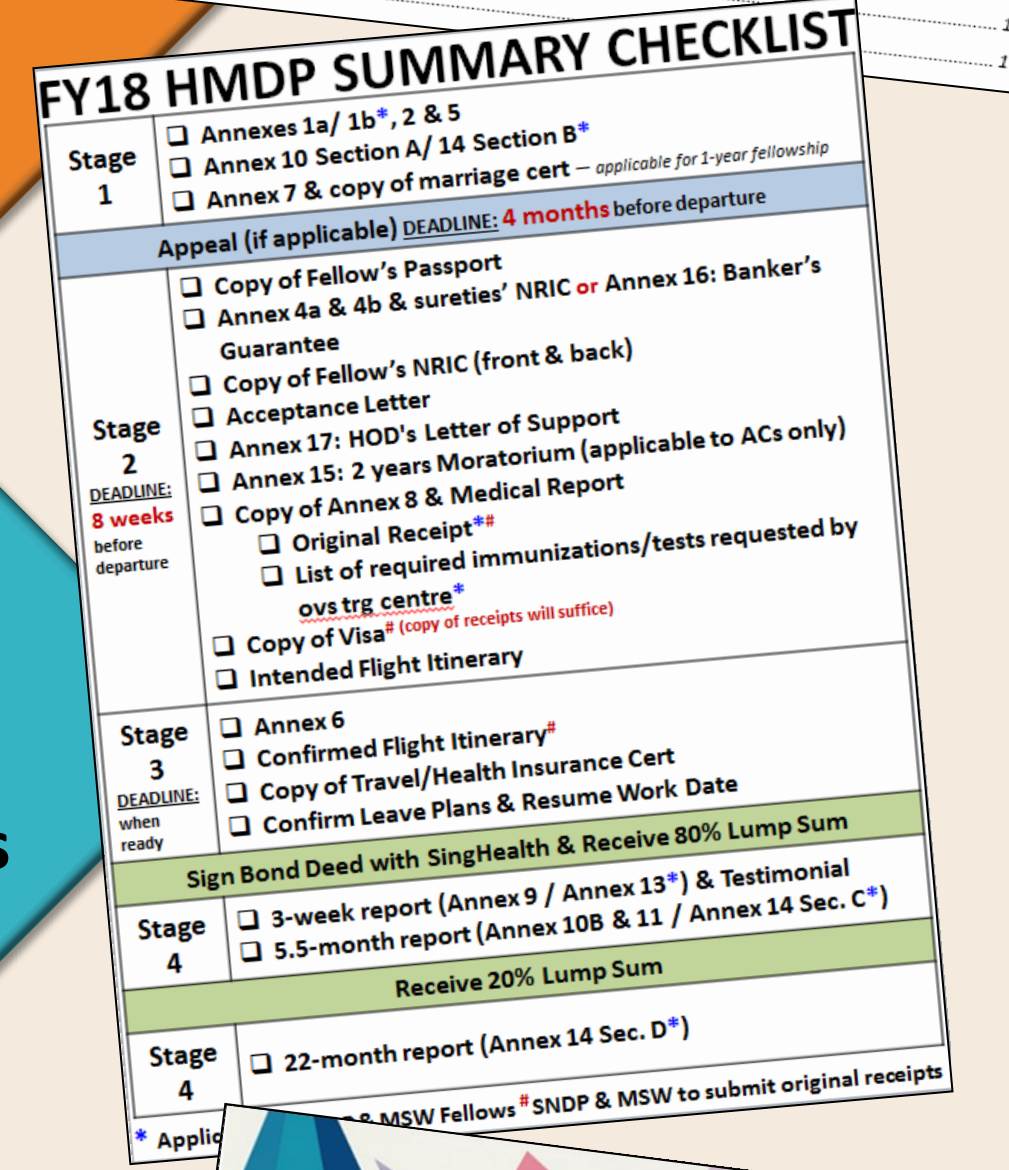 FY18 HMDP SUMMARY CHECKLIST
Stage
1
❑ Annexes 1a/ 1b*, 2 & 5
❑ Annex 10 Section A/ 14 Section B*
❑ Annex 7 & copy of marriage cert – applicable for 1-year fellowship
Appeal (if applicable) DEADLINE: 4 months before departure
Stage
2
DEADLINE:
8 weeks
before
departure
❑ Copy of Fellow's Passport
❑ Annex 4a & 4b & sureties' NRIC or Annex 16: Banker's
Guarantee
❑ Copy of Fellow's NRIC (front & back)
❑ Acceptance Letter
❑ Annex 17: HOD's Letter of Support
❑ Annex 15: 2 years Moratorium (applicable to ACs only)
❑ Copy of Annex 8 & Medical Report
❑ Original Receipt*#
❑ List of required immunizations/tests requested by
ovs trg centre*
❑ Copy of Visa# (copy of receipts will suffice)
❑ Intended Flight Itinerary
Stage
3
DEADLINE:
when
ready
❑ Annex 6
❑ Confirmed Flight Itinerary#
❑ Copy of Travel/Health Insurance Cert
❑ Confirm Leave Plans & Resume Work Date
Sign Bond Deed with SingHealth & Receive 80% Lump Sum
Stage
4
❑ 3-week report (Annex 9 / Annex 13*) & Testimonial
❑ 5.5-month report (Annex 10B & 11 / Annex 14 Sec. C*)
Receive 20% Lump Sum
Stage
4
❑ 22-month report (Annex 14 Sec. D*)
* & MSW Fellows #SNDP & MSW to submit original receipts